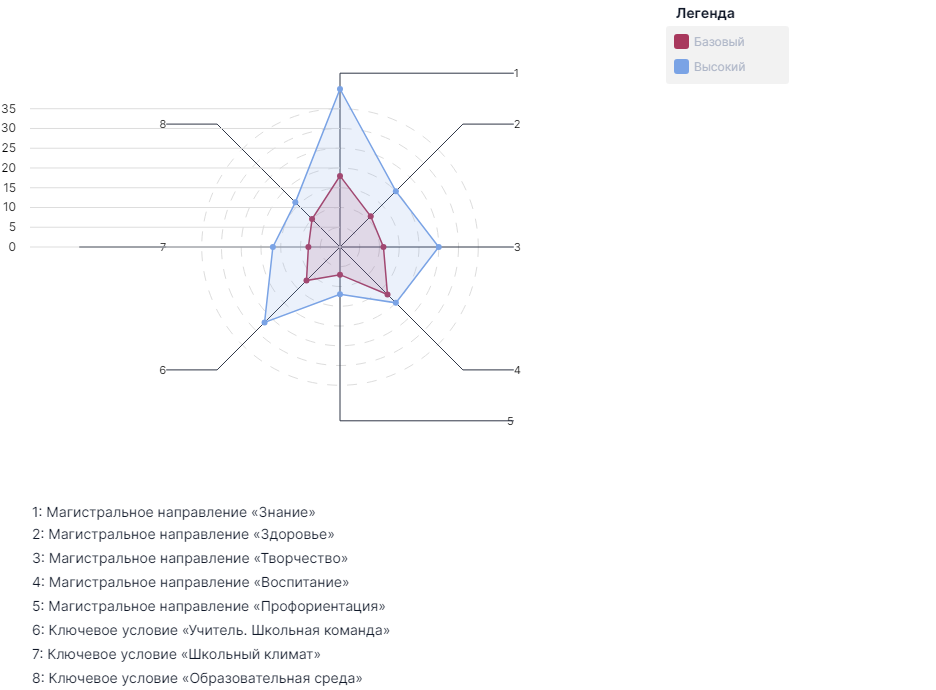 Легенда
Базовый
Высокий
1
2
3
4
5
6
7
8
35
30
25
20
15
10
5
0
1: Магистральное направление «Знание»
2: Магистральное направление «Здоровье»
3: Магистральное направление «Творчество»
4: Магистральное направление «Воспитание»
5: Магистральное направление «Профориентация»
6: Ключевое условие «Учитель. Школьная команда»
7: Ключевое условие «Школьный климат»
8: Ключевое условие «Образовательная среда»